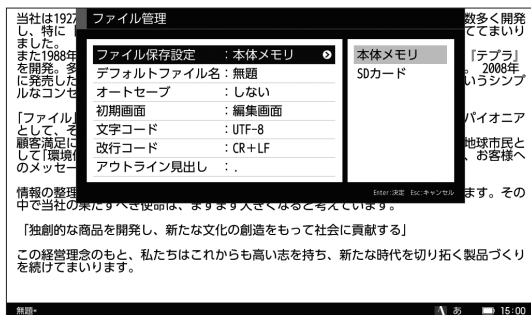 当社は1927
し、特に
ました。
また1988年
を開発。多
に発売した
ルなコンセ
「ファイル」
として、そ
顧客満足に
して「環境
のメッセー
情報の整理
ファイル管理
ファイル保存設定 :本体メモリ
デフォルトファイル名:無題
オートセーブ :しない
初期画面 :編集画面
文字コード :UTF-8
改行コード :CR+LF
アウトライン見出し :.
本体メモリ
SDカード
Enter:決定 Esc:キャンセル
数多く開発
ててまいり
『テプラ』
2008年
いうシンプ
パイオニア
地球市民と
、お客様へ
ます。その
中で当社の果たすべき使命は、ますます大きくなると考えています。
「独創的な商品を開発し、新たな文化の創造をもって社会に貢献する」
この経営理念のもと、私たちはこれからも高い志を持ち、新たな時代を切り拓く製品づくり
を続けてまいります。
無題* A あ 15:00